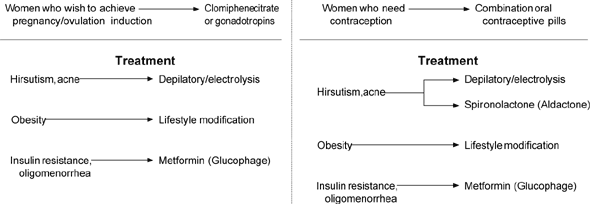 Women who wish to achieve
pregnancy/ovulation induction
Clomiphenecitrate
or gonadotropins
Treatment
Hirsutism, acne
Depilatory/electrolysis
Obesity
Lifestyle modification
Insulin resistance,
oligomenorrhea
Metformin (Glucophage)
Women who need
contraception
Combination oral
contraceptive pills
Treatment
Hirsutism,acne
Depilatory/electrolysis
Spironolactone (Aldactone)
Obesity
Lifestyle modification
Insulin resistance,
oligomenorrhea
Metformin (Glucophage)